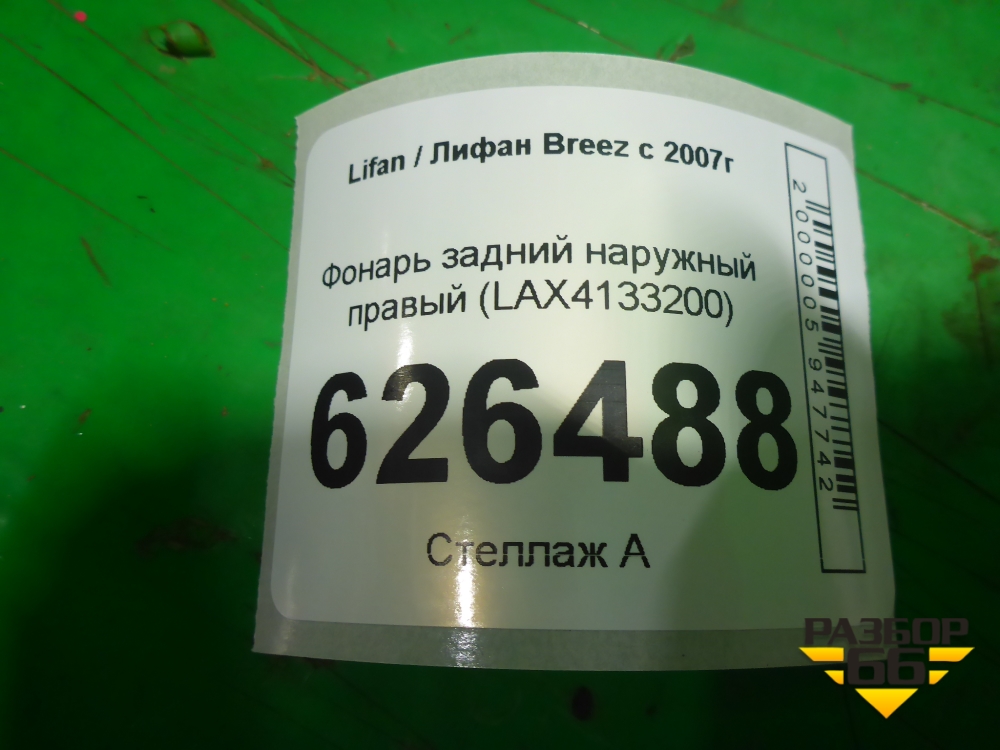 Lifan / Лифан Breez с 2007г
Фонарь задний наружный
правый (LAX4133200)
626488
Стеллаж А
2000005947742
РАЗБОР
66